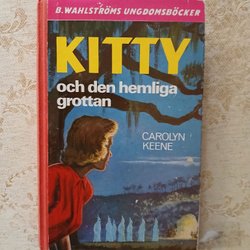 B.WAHLSTRÖMS UNGDOMSBÖCKER
KITTY
och den hemliga
grottan
CAROLYN
KEENE